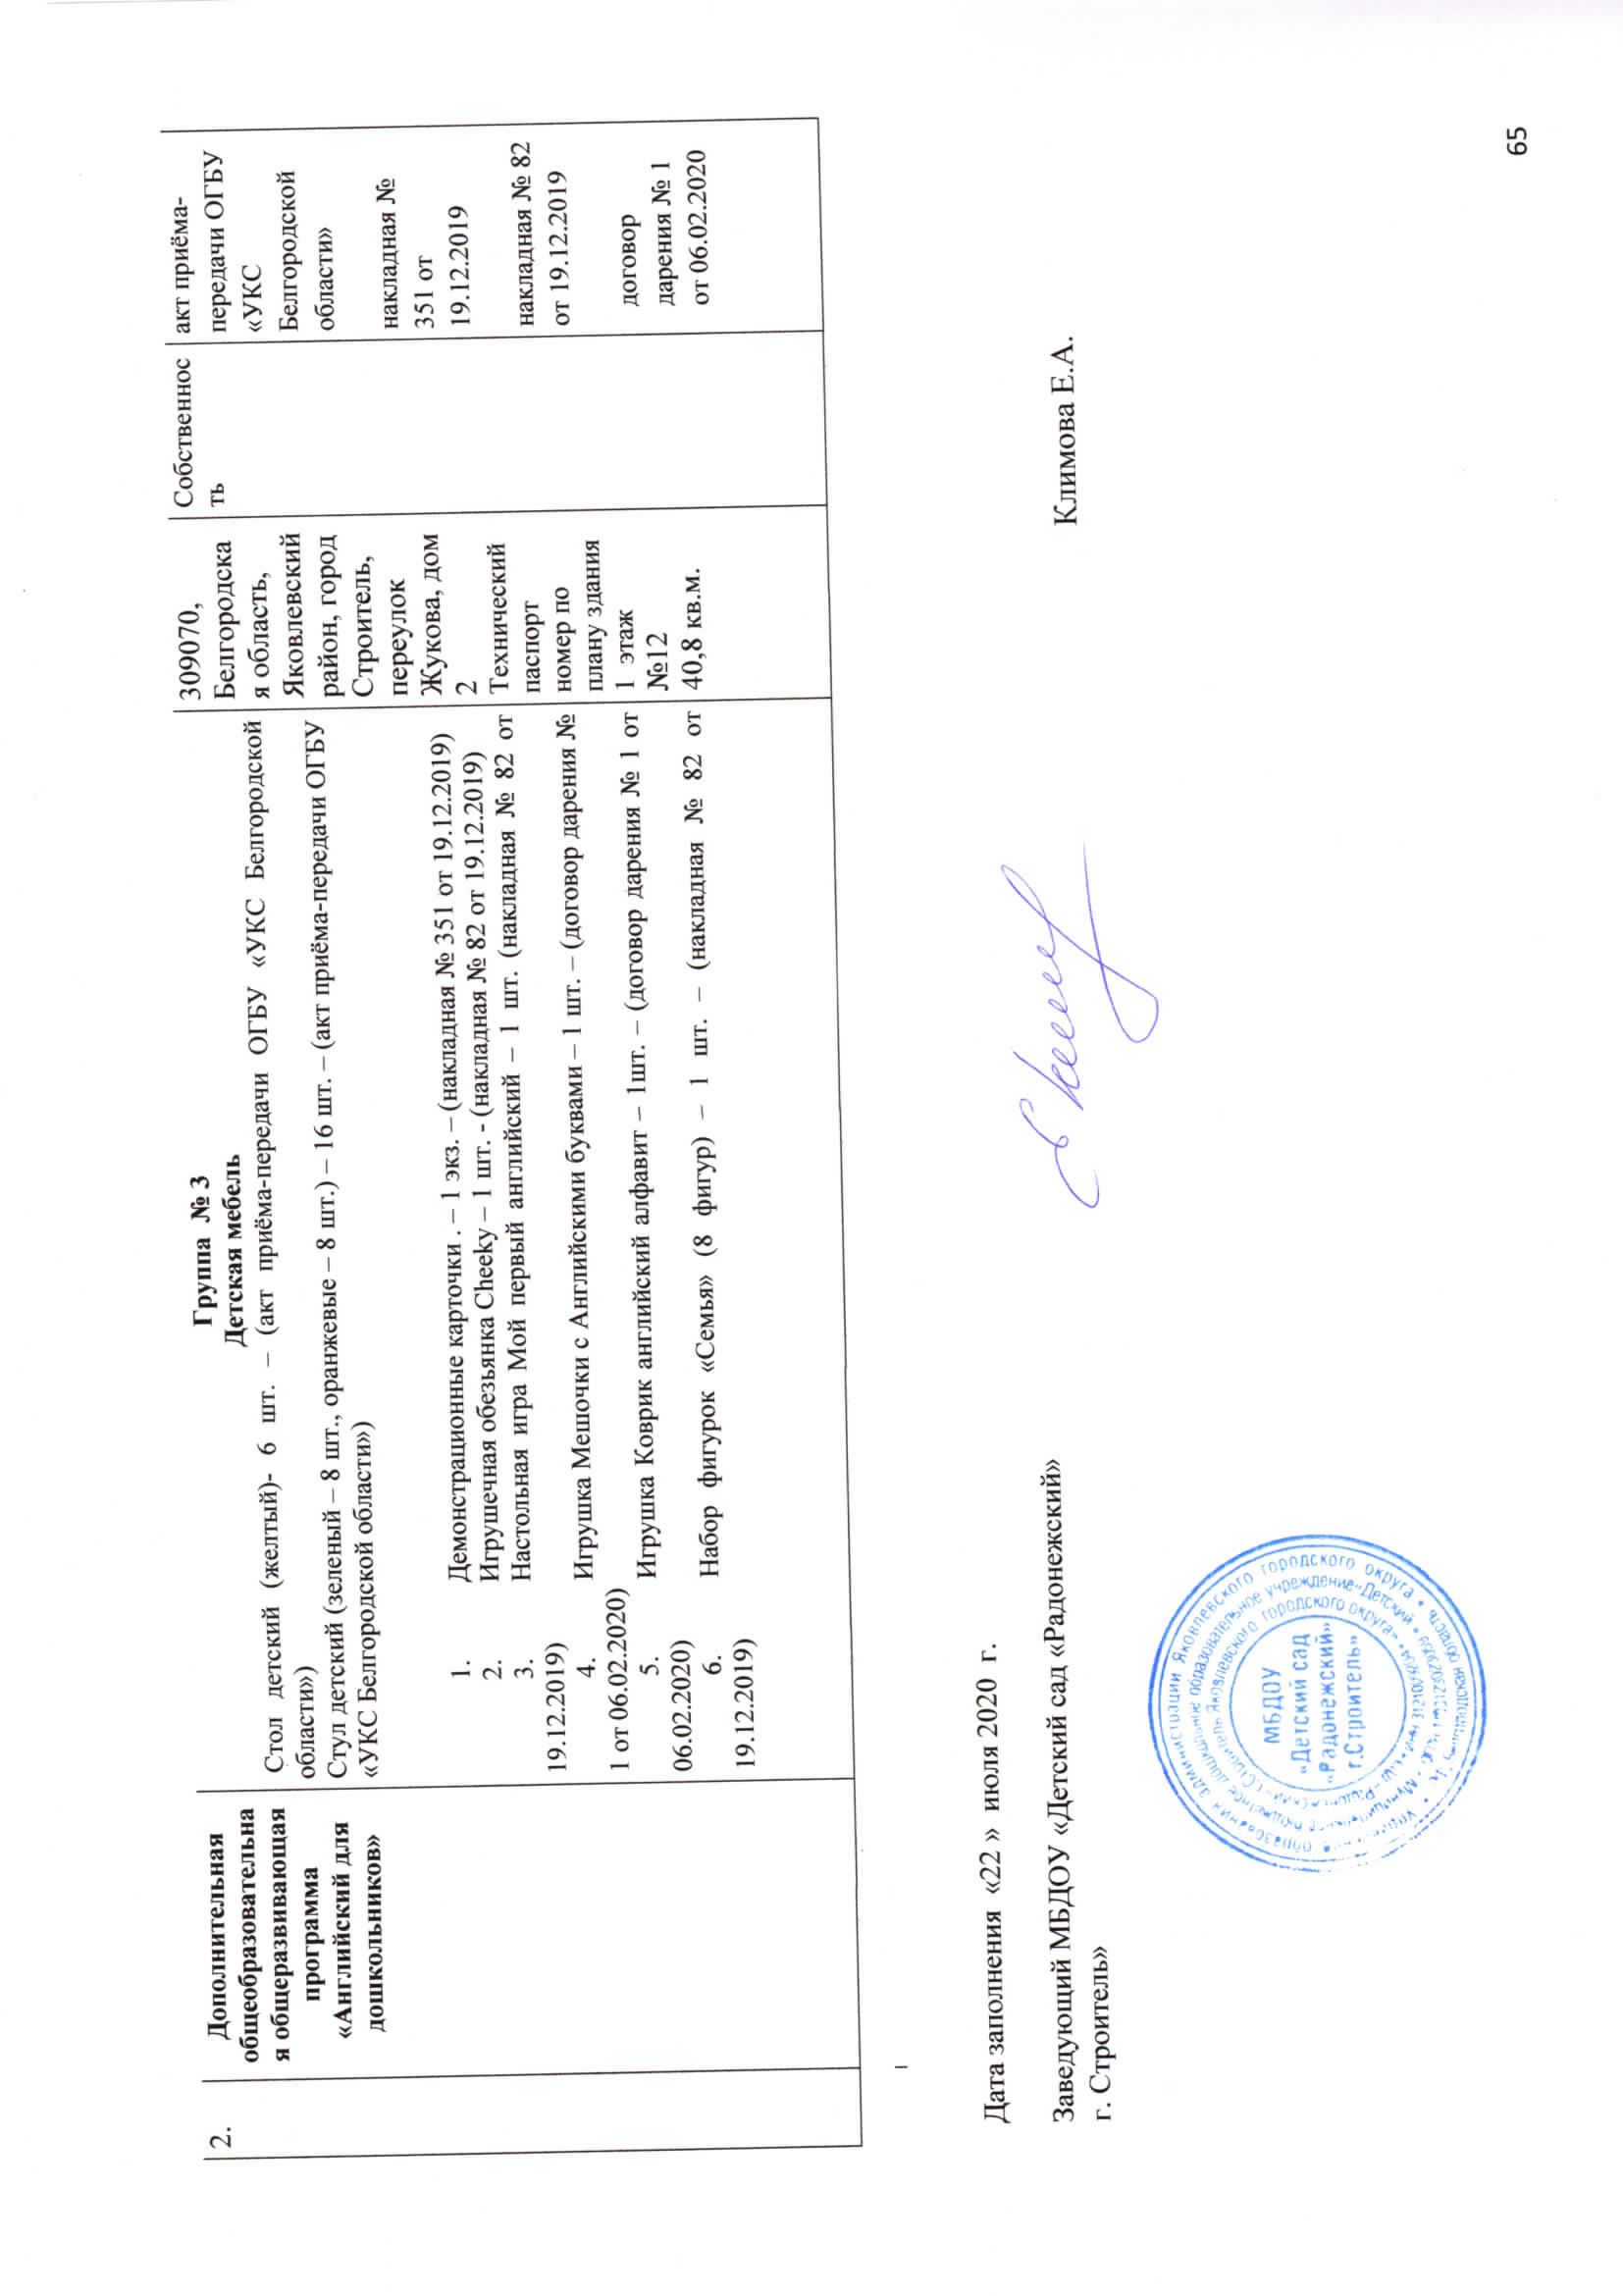 2.
Дополнительная
общеобразовательна
я общеразвивающая
программа
«Английский для
дошкольников»
Группа № 3
Детская мебель
Стол детский (желтый)- 6 шт. – (акт приёма-передачи ОГБУ «УКС Белгородской
области»)
Стул детский (зеленый – 8 шт., оранжевые – 8 шт.) – 16 шт. – (акт приёма-передачи ОГБУ
«УКС Белгородской области»)
1. Демонстрационные карточки . – 1 экз. – (накладная № 351 от 19.12.2019)
2. Игрушечная обезьянка Cheeky – 1 шт. - (накладная № 82 от 19.12.2019)
3. Настольная игра Мой первый английский – 1 шт. (накладная № 82 от
19.12.2019)
4. Игрушка Мешочки с Английскими буквами – 1 шт. – (договор дарения №
1 от 06.02.2020)
5. Игрушка Коврик английский алфавит – 1шт. – (договор дарения № 1 от
06.02.2020)
6. Набор фигурок «Семья» (8 фигур) – 1 шт. – (накладная № 82 от
19.12.2019)
309070,
Белгородска
я область,
Яковлевский
район, город
Строитель,
переулок
Жукова, дом
2
Технический
паспорт
номер по
плану здания
1 этаж
№12
40,8 кв.м.
Собственнос
ть
акт приёма-
передачи ОГБУ
«УКС
Белгородской
области»
накладная №
351 от
19.12.2019
накладная № 82
от 19.12.2019
договор
дарения № 1
от 06.02.2020
Дата заполнения «22 » июля 2020 г.
Заведующий МБДОУ «Детский сад «Радонежский»
г. Строитель»
Климова Е.А.
МБДОУ
«Детский сад
«Радонежский»
г.Строитель»
администрации Яковлевского городского округа
образовательное учреждение «Детский
Яковлевского городского округа»
65